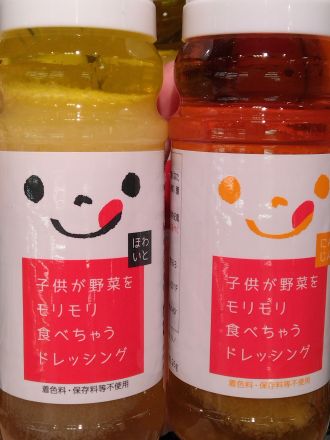 ほわ
いと
子供が野菜を
モリモリ
食べちゃう
ドレッシング
着色料・保存料等不使用
子供が野菜を
モリモリ
食べちゃう
ドレッシング
着色料・保存料等不使用